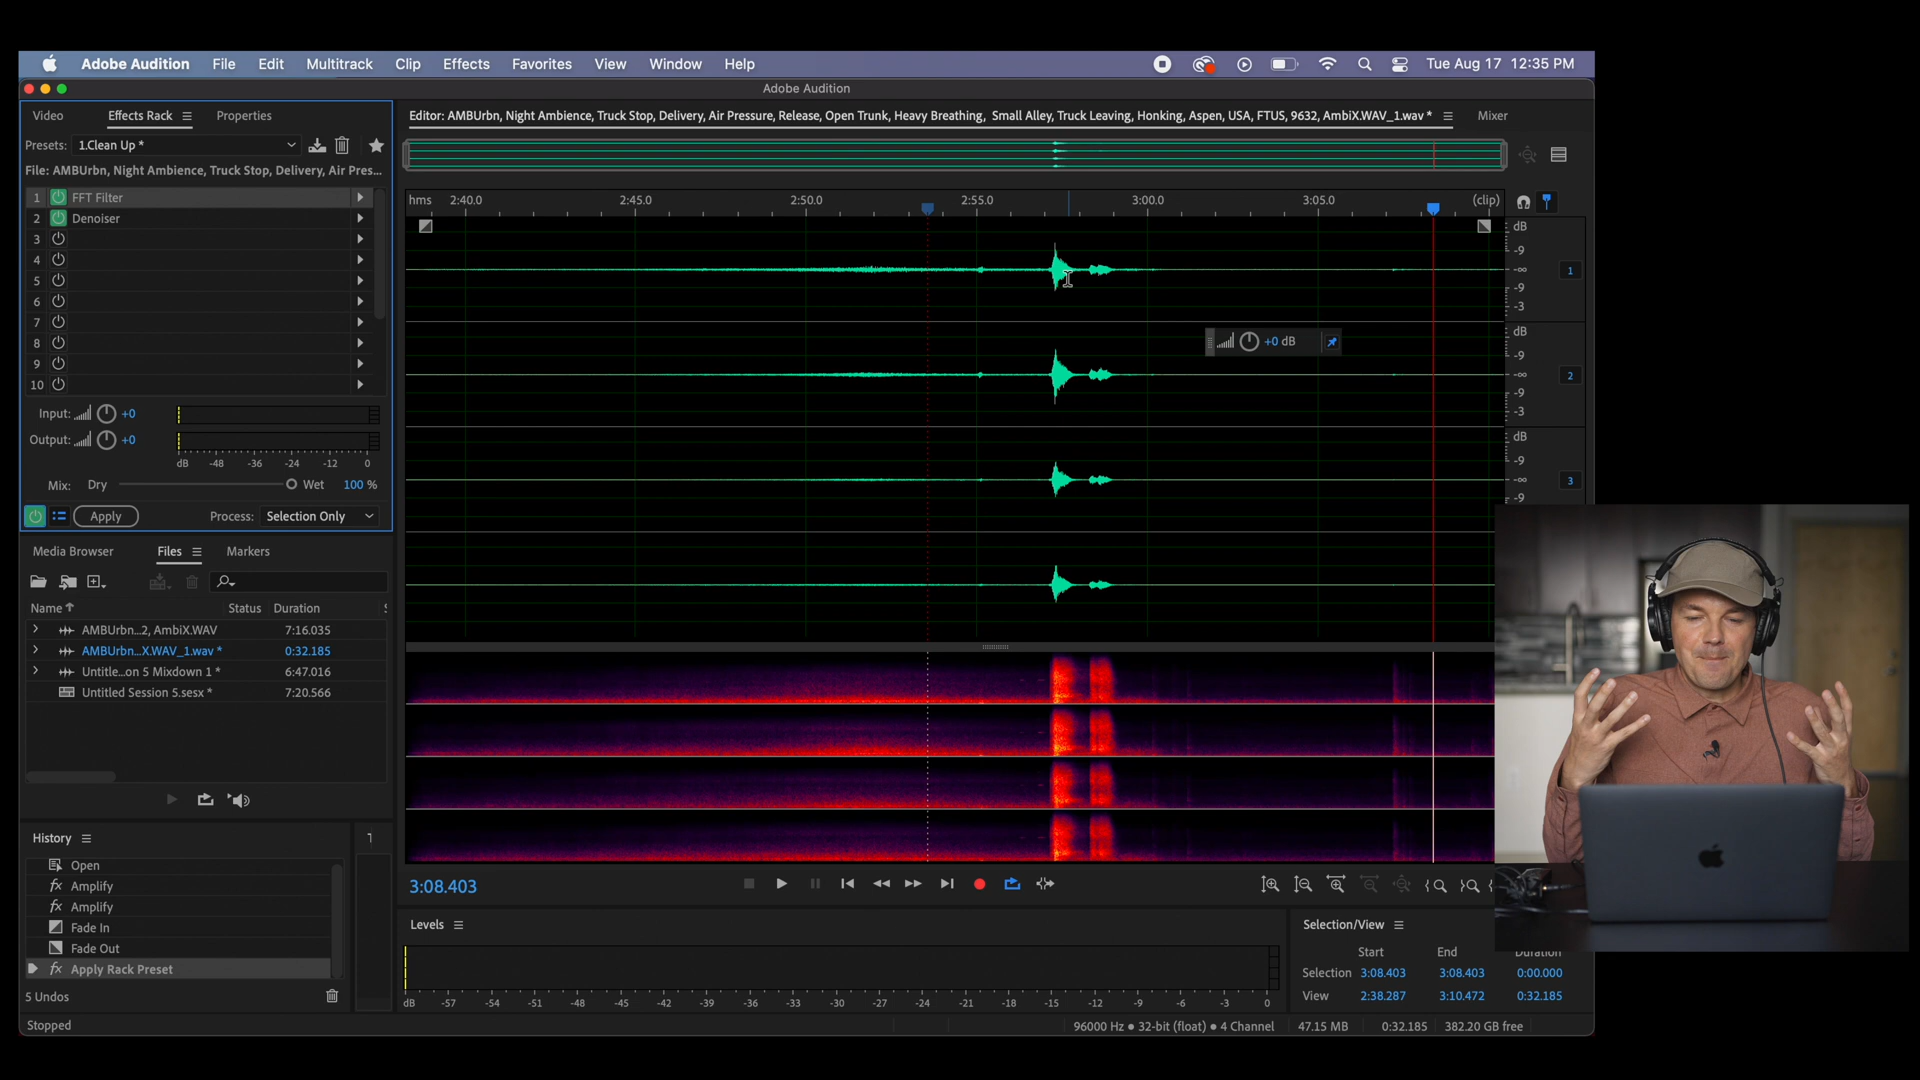 Adobe Audition File Edit Multitrack Clip Effects Favorites View Window Help Tue Aug 17 12:35 PM
Adobe Audition
Video Effects Rack Properties
Presets: 1.Clean Up *
File: AMBUrbn, Night Ambience, Truck Stop, Delivery, Air Pres...
1 FFT Filter
2 Denoiser
3
4
5
6
7
8
9
10
Input: +0
Output: +0
dB -48 -36 -24 -12 0
Mix: Dry Wet 100 %
Apply Process: Selection Only
Media Browser Files Markers
Name Status Duration S
AMBUrbn...2, AmbiX.WAV 7:16.035
AMBUrbn...X.WAV_1.wav * 0:32.185
Untitle...on 5 Mixdown 1 * 6:47.016
Untitled Session 5.sesx * 7:20.566
History
Open
fx Amplify
fx Amplify
Fade In
Fade Out
fx Apply Rack Preset
5 Undos
Stopped
Editor: AMBUrbn, Night Ambience, Truck Stop, Delivery, Air Pressure, Release, Open Trunk, Heavy Breathing, Small Alley, Truck Leaving, Honking, Aspen, USA, FTUS, 9632, AmbiX.WAV_1.wav * Mixer
hms 2:40.0 2:45.0 2:50.0 2:55.0 3:00.0 3:05.0 (clip)
dB
-9
-∞ 1
-9
-3
dB
-9
-∞ 2
-9
-3
dB
-9
-∞ 3
-9
+0 dB
3:08.403
Levels
dB -57 -54 -51 -48 -45 -42 -39 -36 -33 -30 -27 -24 -21 -18 -15 -12 -9 -6 -3 0
Selection/View
Start End Duration
Selection 3:08.403 3:08.403 0:00.000
View 2:38.287 3:10.472 0:32.185
96000 Hz • 32-bit (float) • 4 Channel 47.15 MB 0:32.185 382.20 GB free